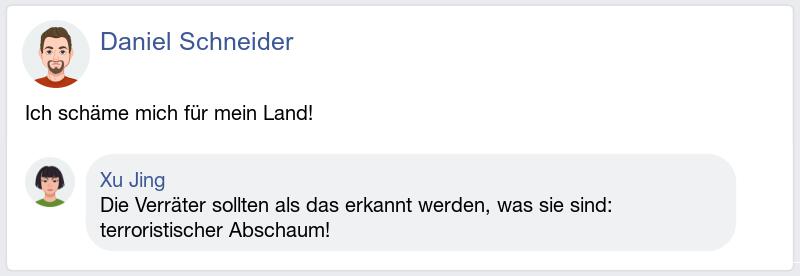 Daniel Schneider
Ich schäme mich für mein Land!
Xu Jing
Die Verräter sollten als das erkannt werden, was sie sind:
terroristischer Abschaum!